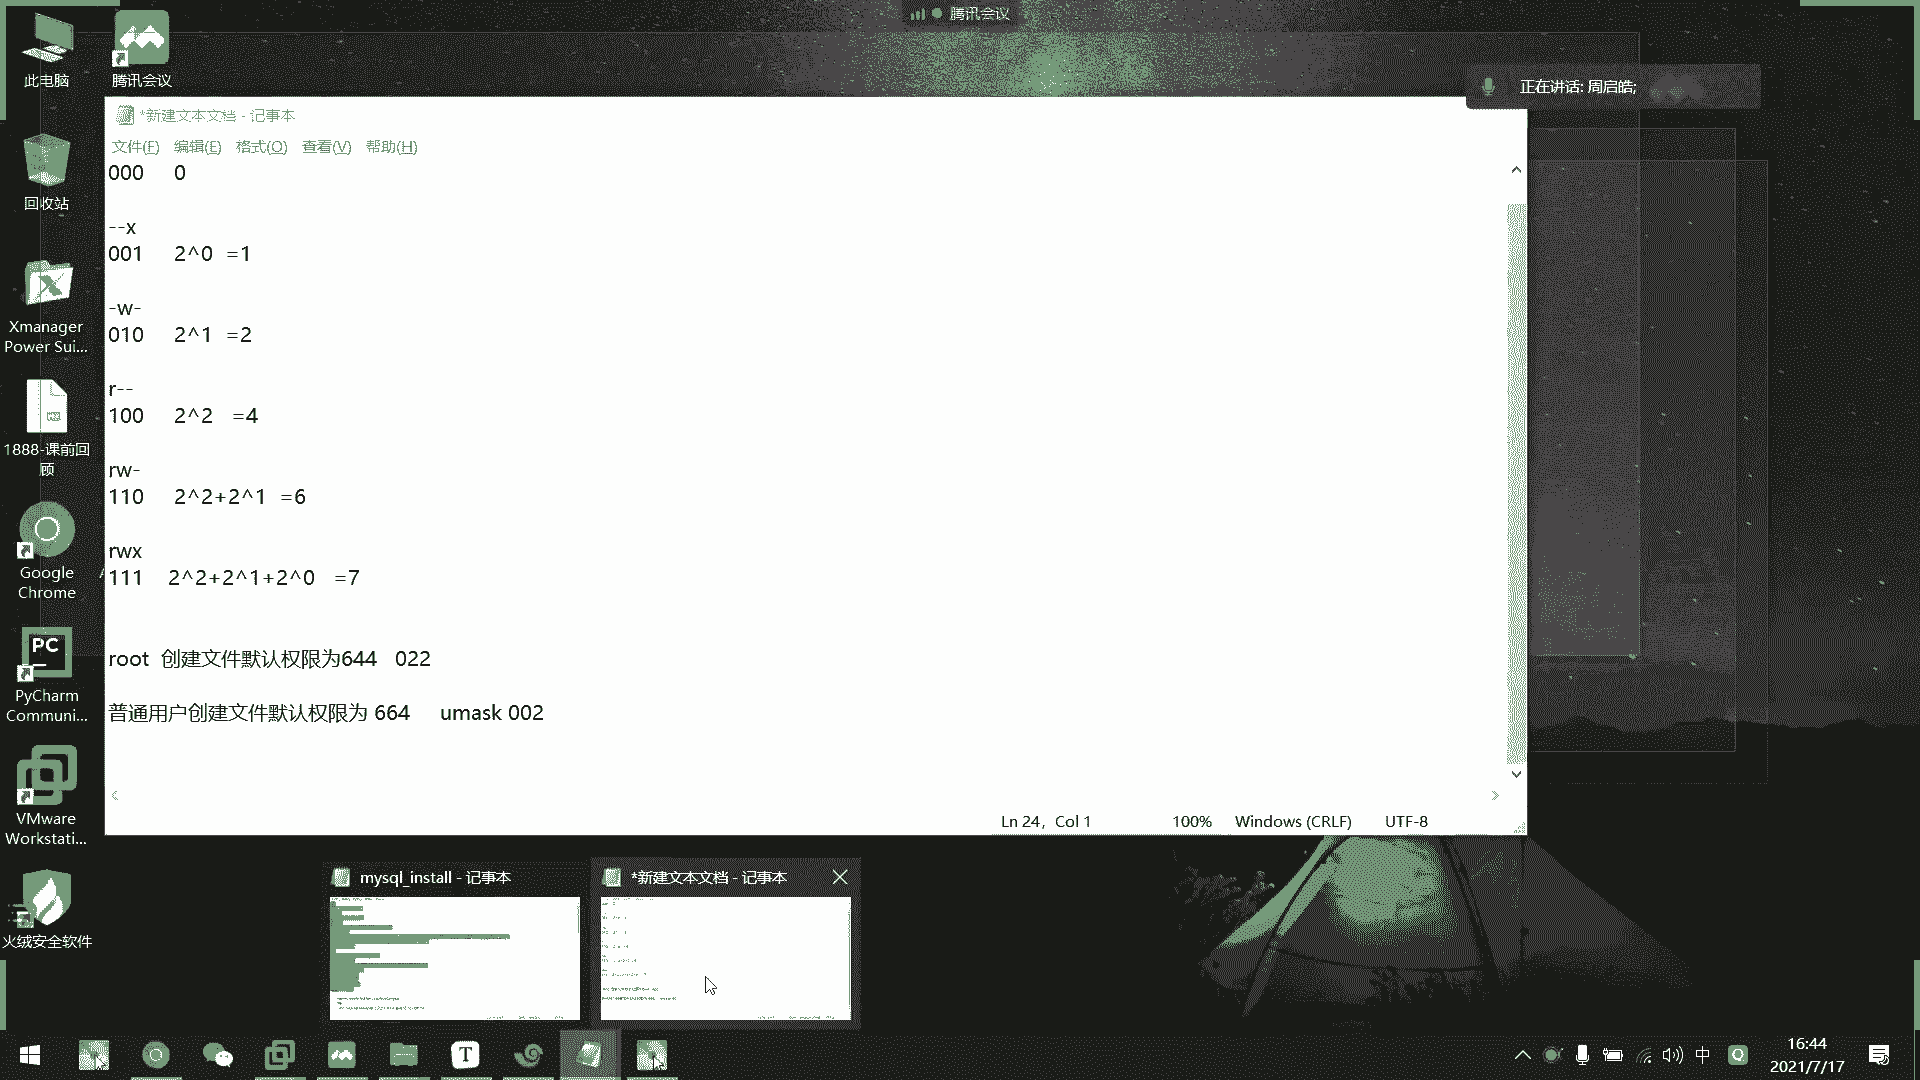 腾讯会议
此电脑
腾讯会议
正在讲话: 周启皓;
*新建文本文档 - 记事本
文件(F) 编辑(E) 格式(O) 查看(V) 帮助(H)
000 0
--x
001 2^0 =1
-w-
010 2^1 =2
r--
100 2^2 =4
rw-
110 2^2+2^1 =6
rwx
111 2^2+2^1+2^0 =7
root 创建文件默认权限为644 022
普通用户创建文件默认权限为 664 umask 002
Ln 24, Col 1 100% Windows (CRLF) UTF-8
回收站
Xmanager
Power Sui...
1888-课前回
顾
Google
Chrome
PC
PyCharm
Communi...
VMware
Workstati...
火绒安全软件
mysql_install - 记事本
*新建文本文档 - 记事本
T
中
16:44
2021/7/17